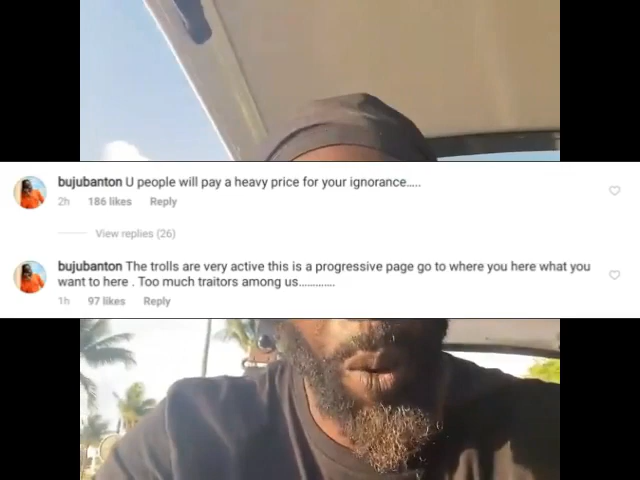 bujubanton U people will pay a heavy price for your ignorance.....
2h 186 likes Reply
View replies (26)
bujubanton The trolls are very active this is a progressive page go to where you here what you
want to here . Too much traitors among us............
1h 97 likes Reply